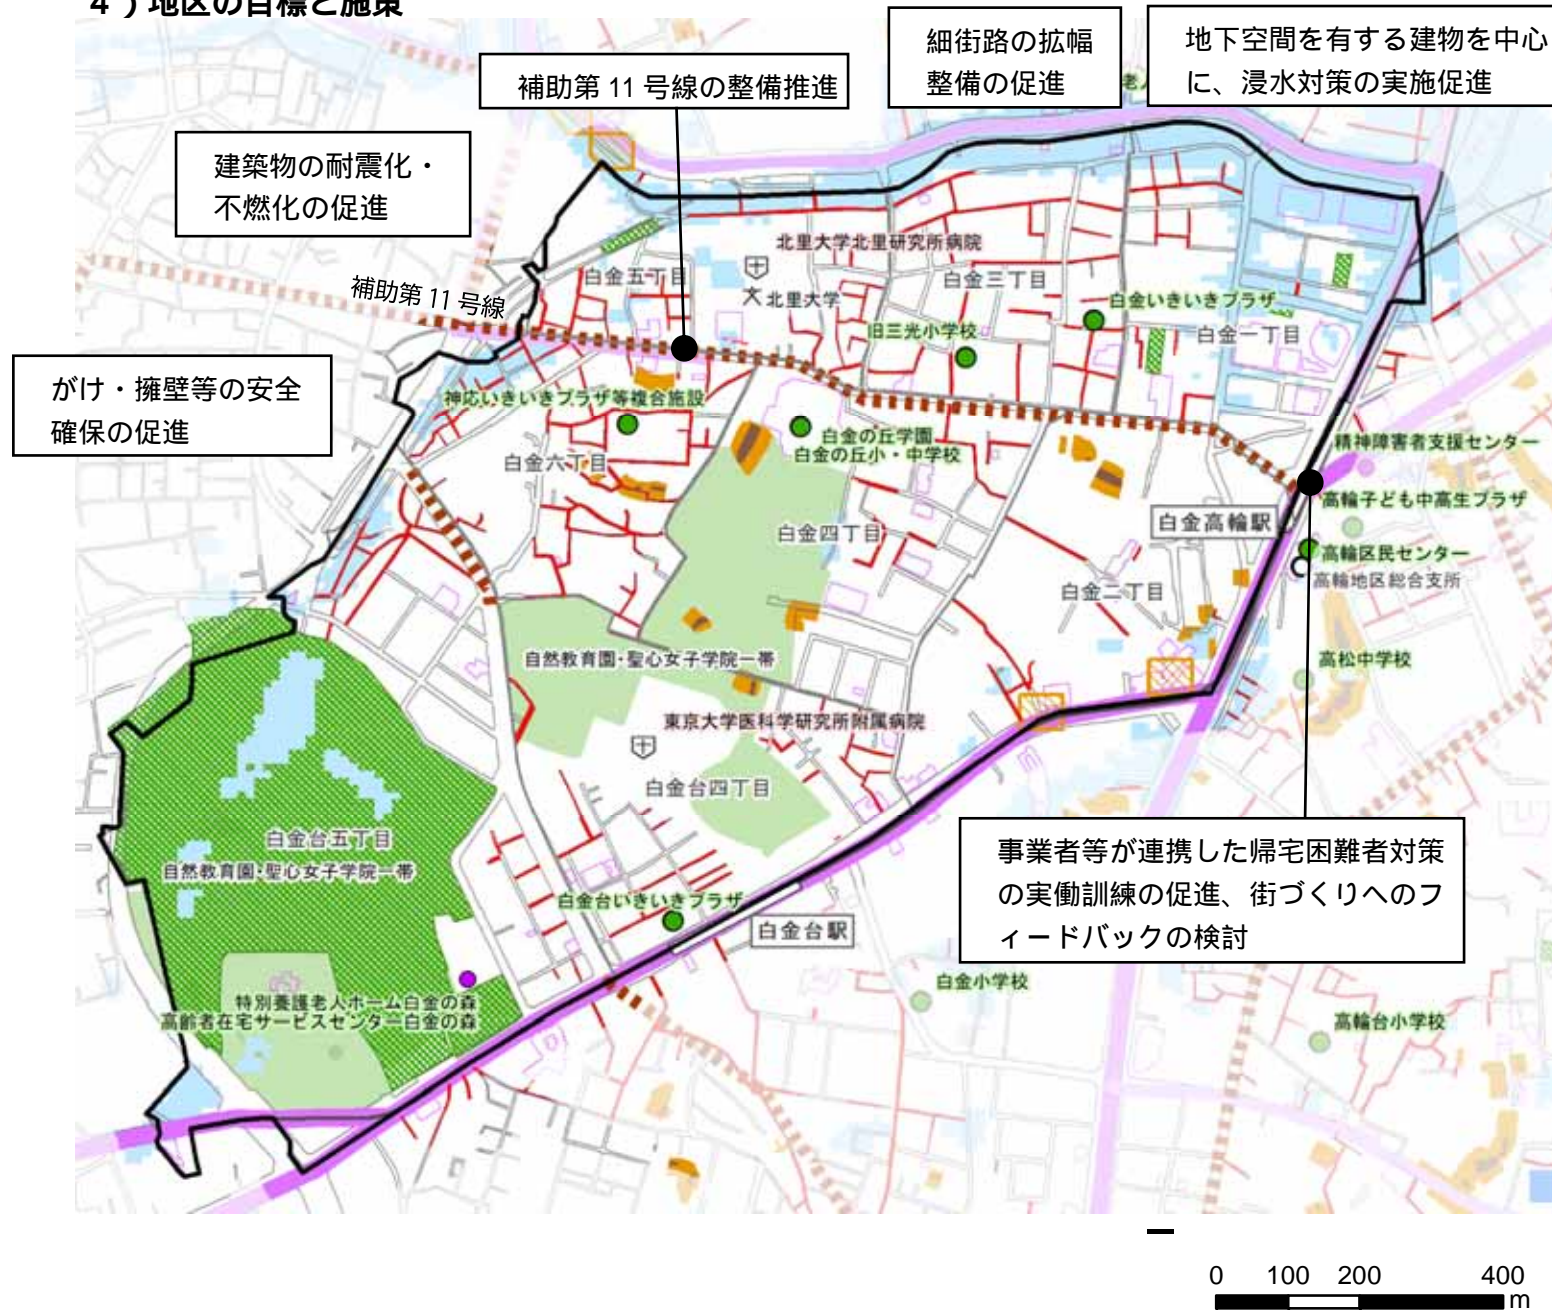 4）地区の目標と施策
細街路の拡幅
整備の促進
地下空間を有する建物を中心
に、浸水対策の実施促進
補助第 11 号線の整備推進
建築物の耐震化・
不燃化の促進
北里大学北里研究所病院
白金五丁目
白金三丁目
補助第 11 号線
北里大学
白金いきいきプラザ
旧三光小学校
白金一丁目
がけ・擁壁等の安全
確保の促進
神応いきいきプラザ等複合施設
白金の丘学園
白金の丘小・中学校
精神障害者支援センター
白金六丁目
高輪子ども中高生プラザ
白金高輪駅
白金四丁目
高輪区民センター
高輪地区総合支所
白金二丁目
自然教育園・聖心女子学院一帯
高松中学校
東京大学医科学研究所附属病院
白金台四丁目
白金台五丁目
自然教育園・聖心女子学院一帯
事業者等が連携した帰宅困難者対策
の実働訓練の促進、街づくりへのフ
ィードバックの検討
白金台いきいきプラザ
白金台駅
白金小学校
特別養護老人ホーム白金の森
高齢者在宅サービスセンター白金の森
高輪台小学校
0 100 200 400
m